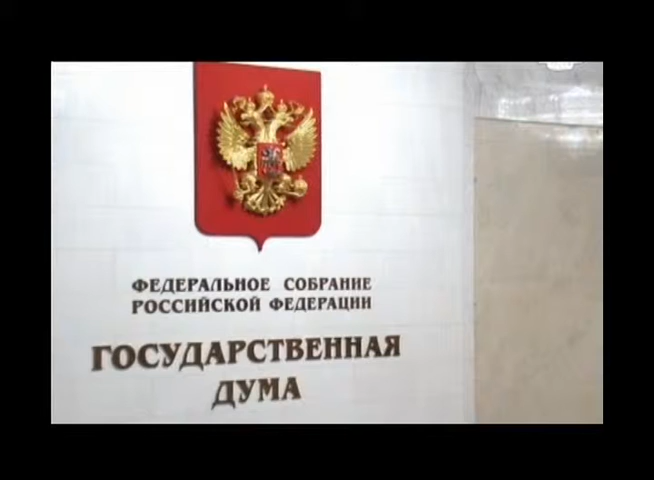 ФЕДЕРАЛЬНОЕ СОБРАНИЕ
РОССИЙСКОЙ ФЕДЕРАЦИИ
ГОСУДАРСТВЕННАЯ
ДУМА